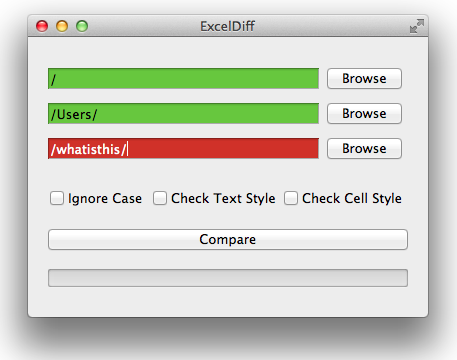 ExcelDiff
/
Browse
/Users/
Browse
/whatisthis/
Browse
Ignore Case
Check Text Style
Check Cell Style
Compare